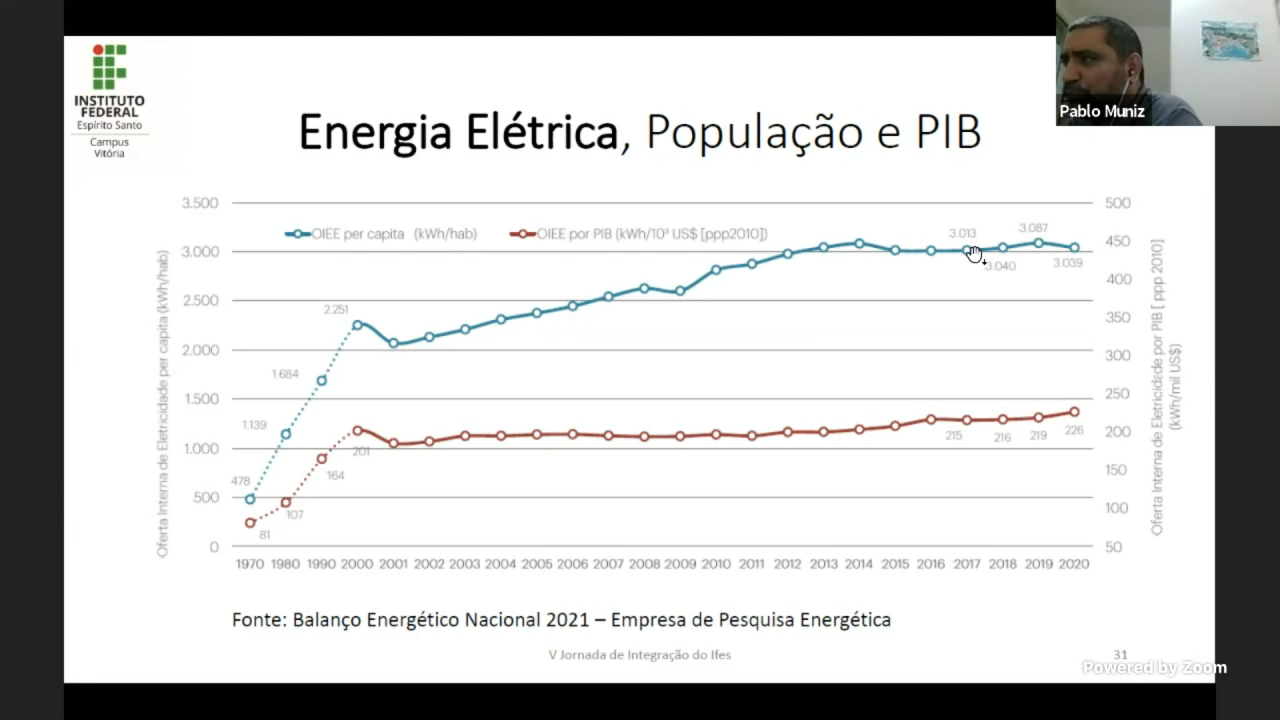 INSTITUTO
FEDERAL
Espírito Santo
Campus
Vitória
Pablo Muniz
Energia Elétrica, População e PIB
OIEE per capita (kWh/hab)
OIEE por PIB (kWh/10³ US$ [ppp2010])
Oferta Interna de Eletricidade per capita (kWh/hab)
3.500
3.000
2.500
2.000
1.500
1.000
500
0
500
450
400
350
300
250
200
150
100
50
Oferta Interna de Eletricidade por PIB [ ppp 2010]
(kWh/mil US$)
478
1.139
1.684
2.251
3.013
3.040
3.087
3.039
81
107
164
201
215
216
219
226
1970 1980 1990 2000 2001 2002 2003 2004 2005 2006 2007 2008 2009 2010 2011 2012 2013 2014 2015 2016 2017 2018 2019 2020
Fonte: Balanço Energético Nacional 2021 – Empresa de Pesquisa Energética
V Jornada de Integração do Ifes
31
Powered by Zoom